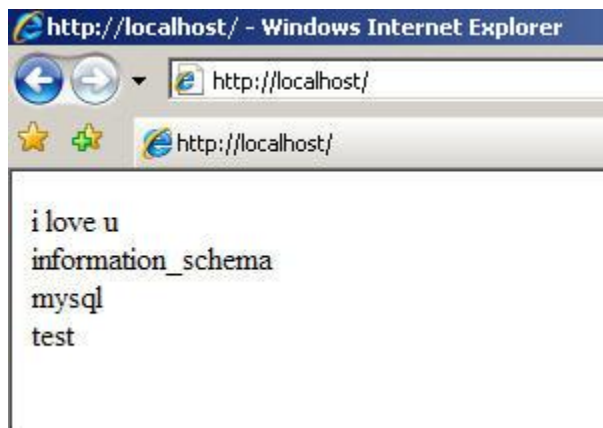 http://localhost/ - Windows Internet Explorer
http://localhost/
http://localhost/
i love u
information_schema
mysql
test